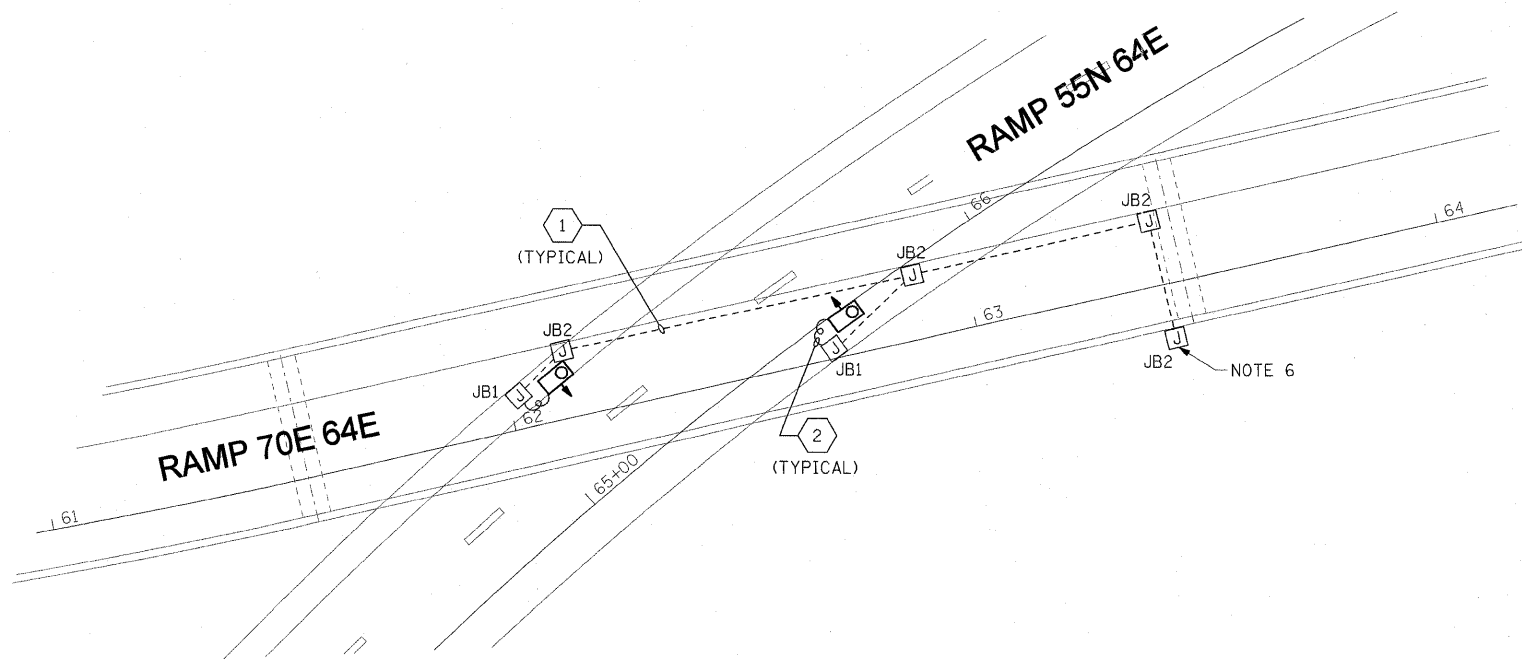 RAMP 55N 64E
66
JB2
64
1
(TYPICAL)
JB2
J
J
63
JB2
J
JB1
J
62
J
JB1
J
JB2
NOTE 6
RAMP 70E 64E
2
(TYPICAL)
65+00
61